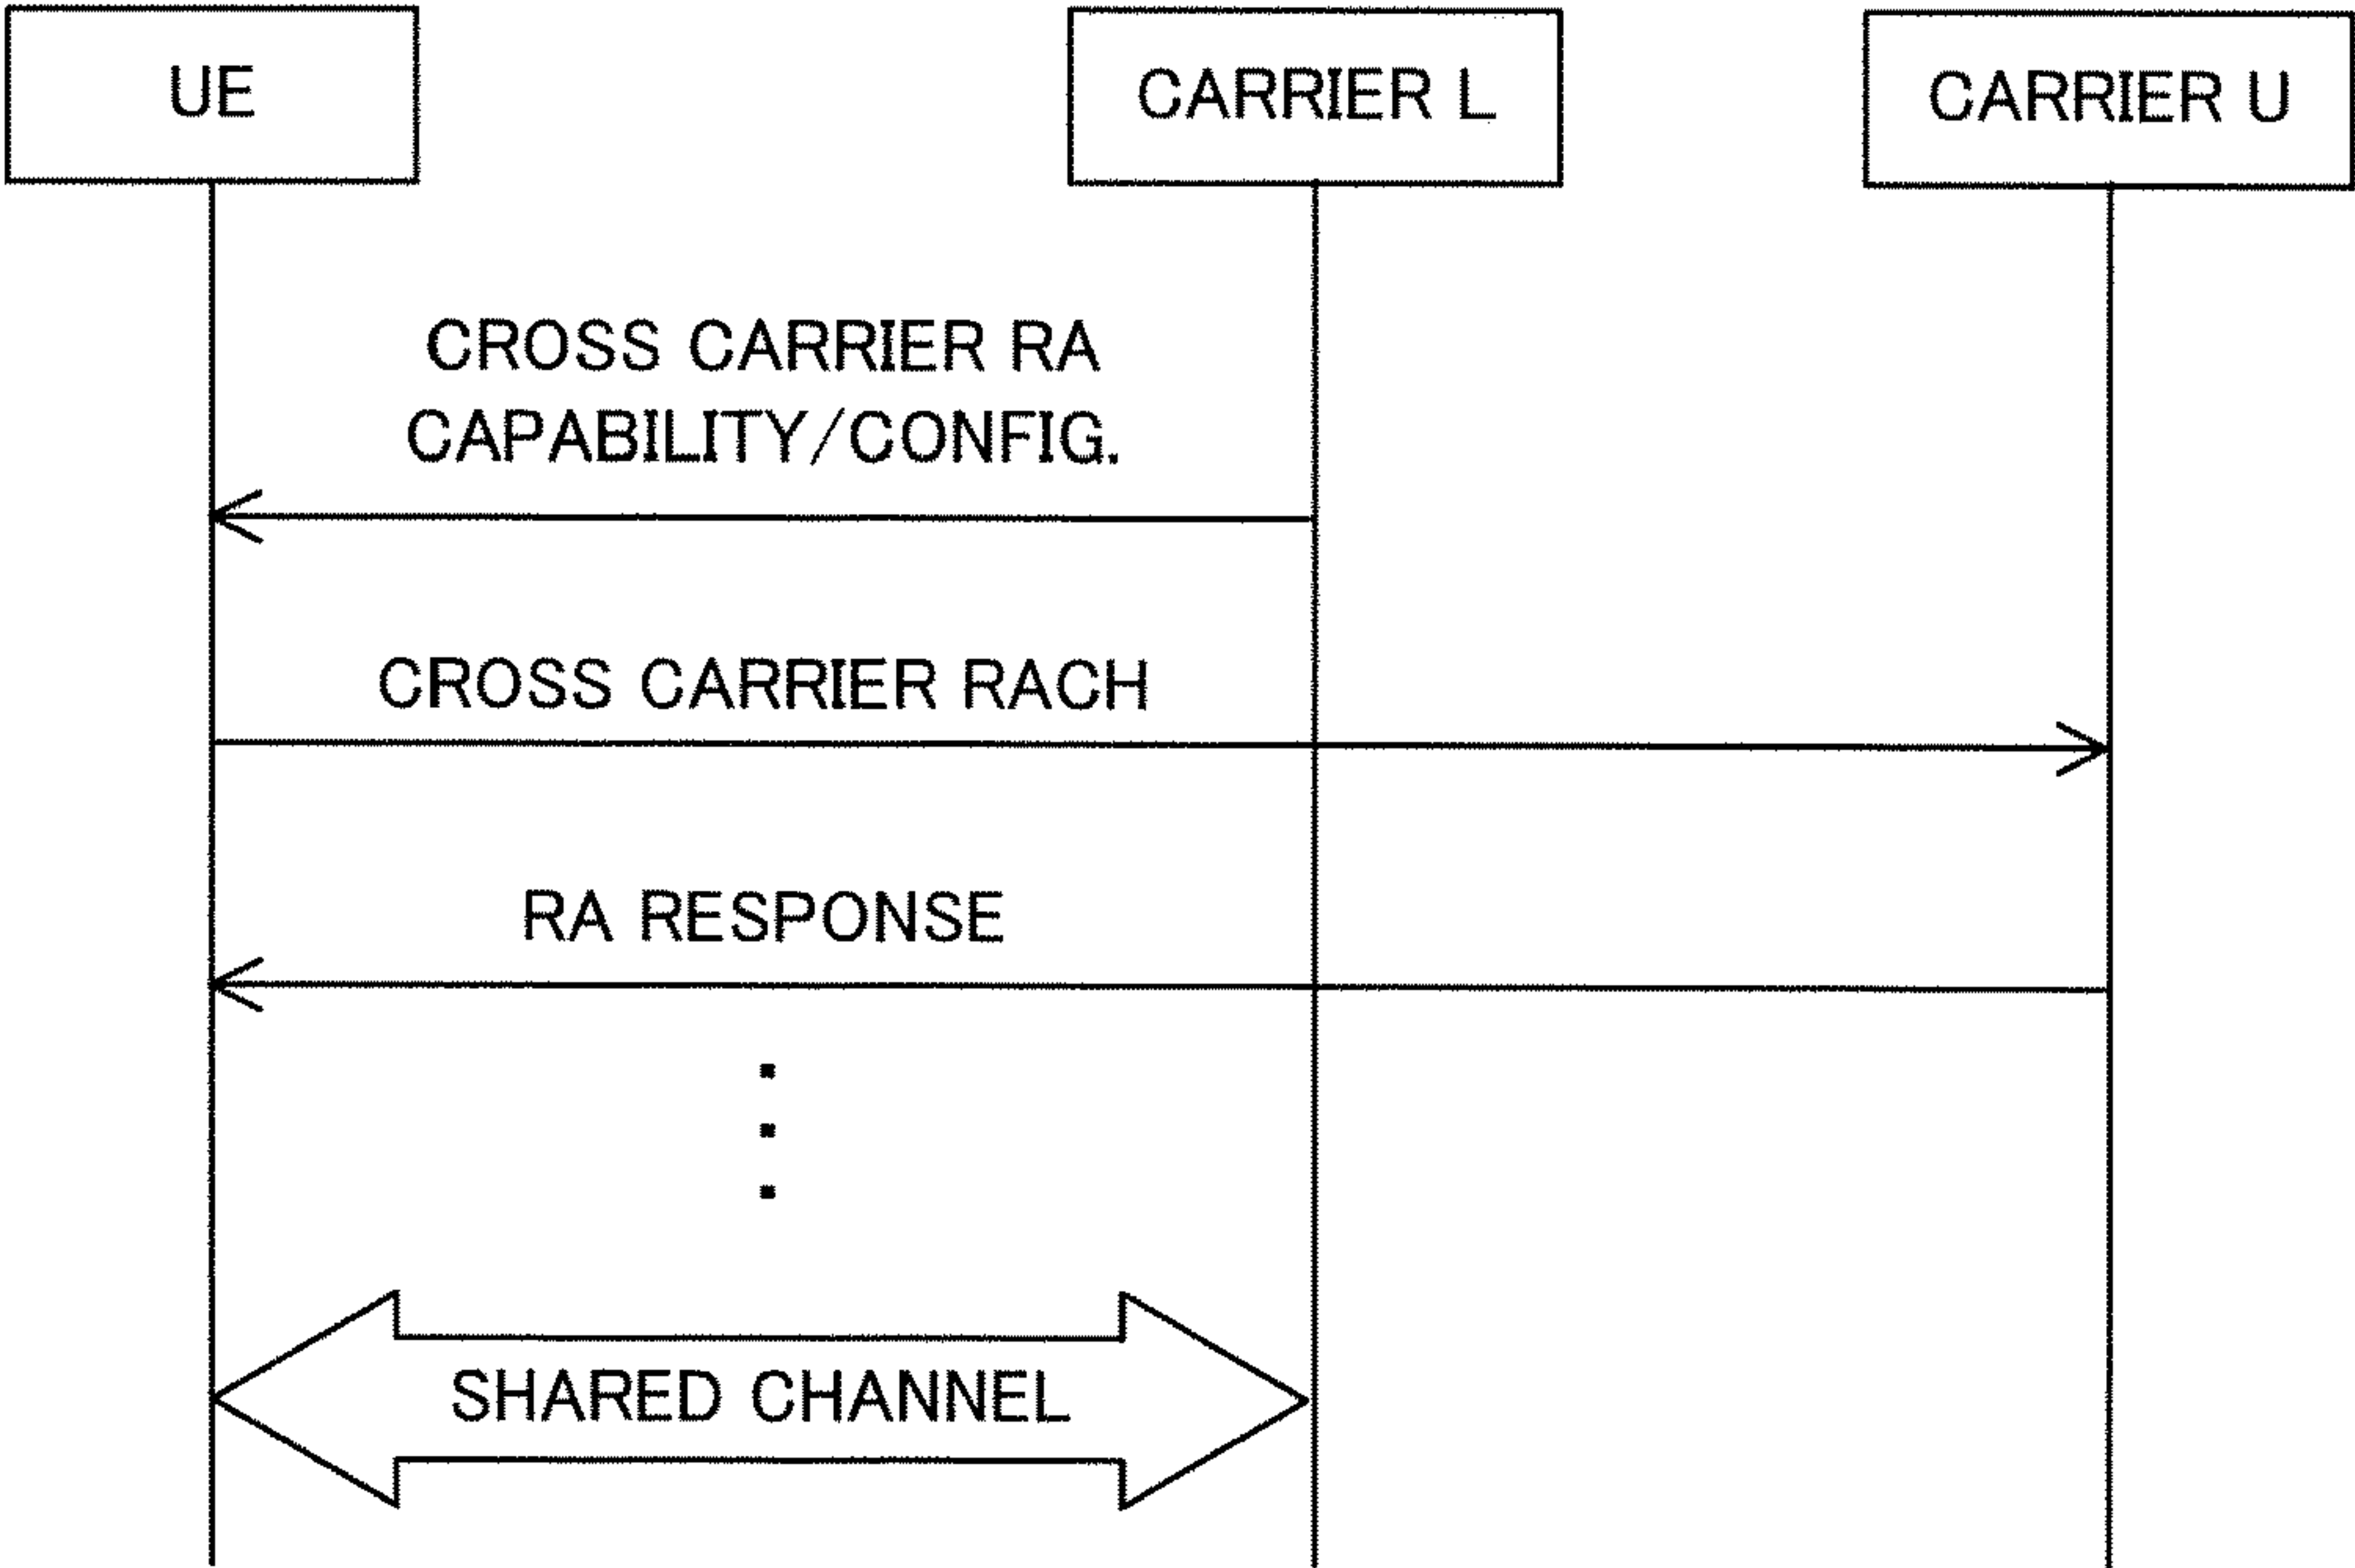 UE
CARRIER L
CARRIER U
CROSS CARRIER RA
CAPABILITY/CONFIG.
CROSS CARRIER RACH
RA RESPONSE
SHARED CHANNEL